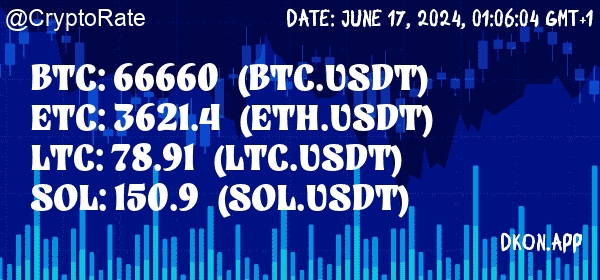 @CryptoRate
DATE: JUNE 17, 2024, 01:06:04 GMT+1
BTC: 66660 (BTC.USDT)
ETC: 3621.4 (ETH.USDT)
LTC: 78.91 (LTC.USDT)
SOL: 150.9 (SOL.USDT)
DKON.APP